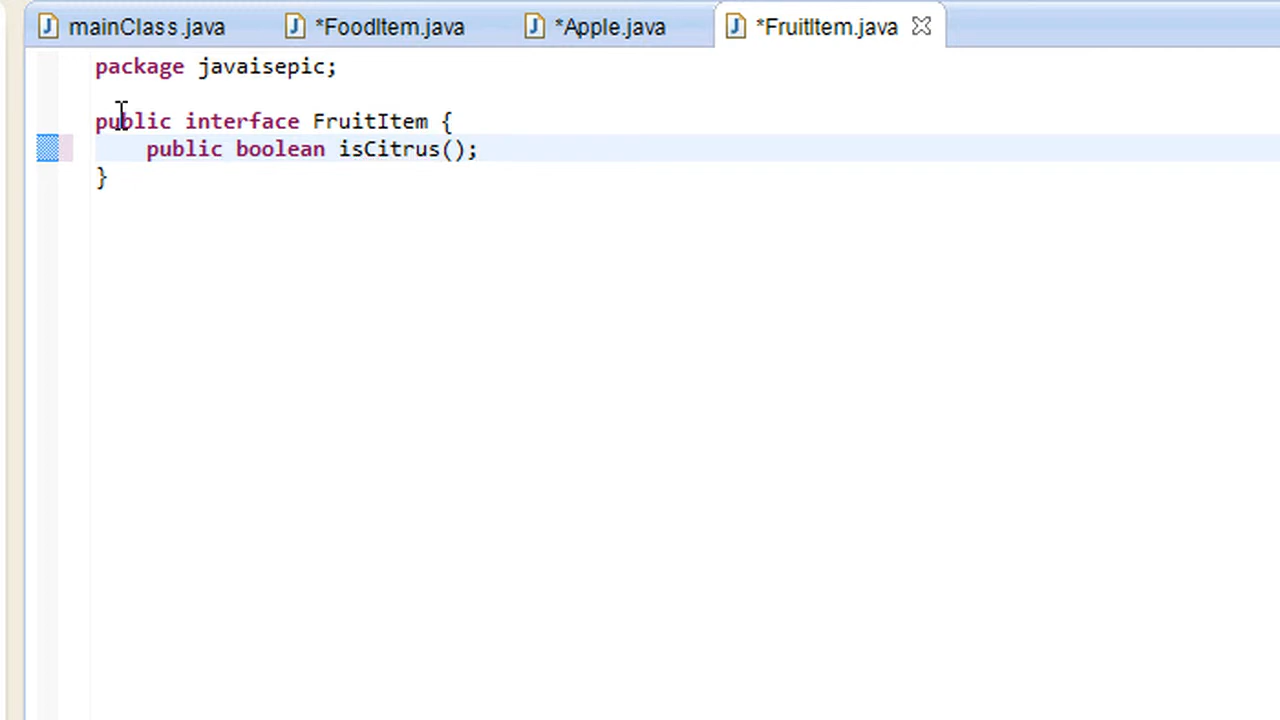 mainClass.java *FoodItem.java *Apple.java *FruitItem.java
package javaisepic;
public interface FruitItem {
    public boolean isCitrus();
}